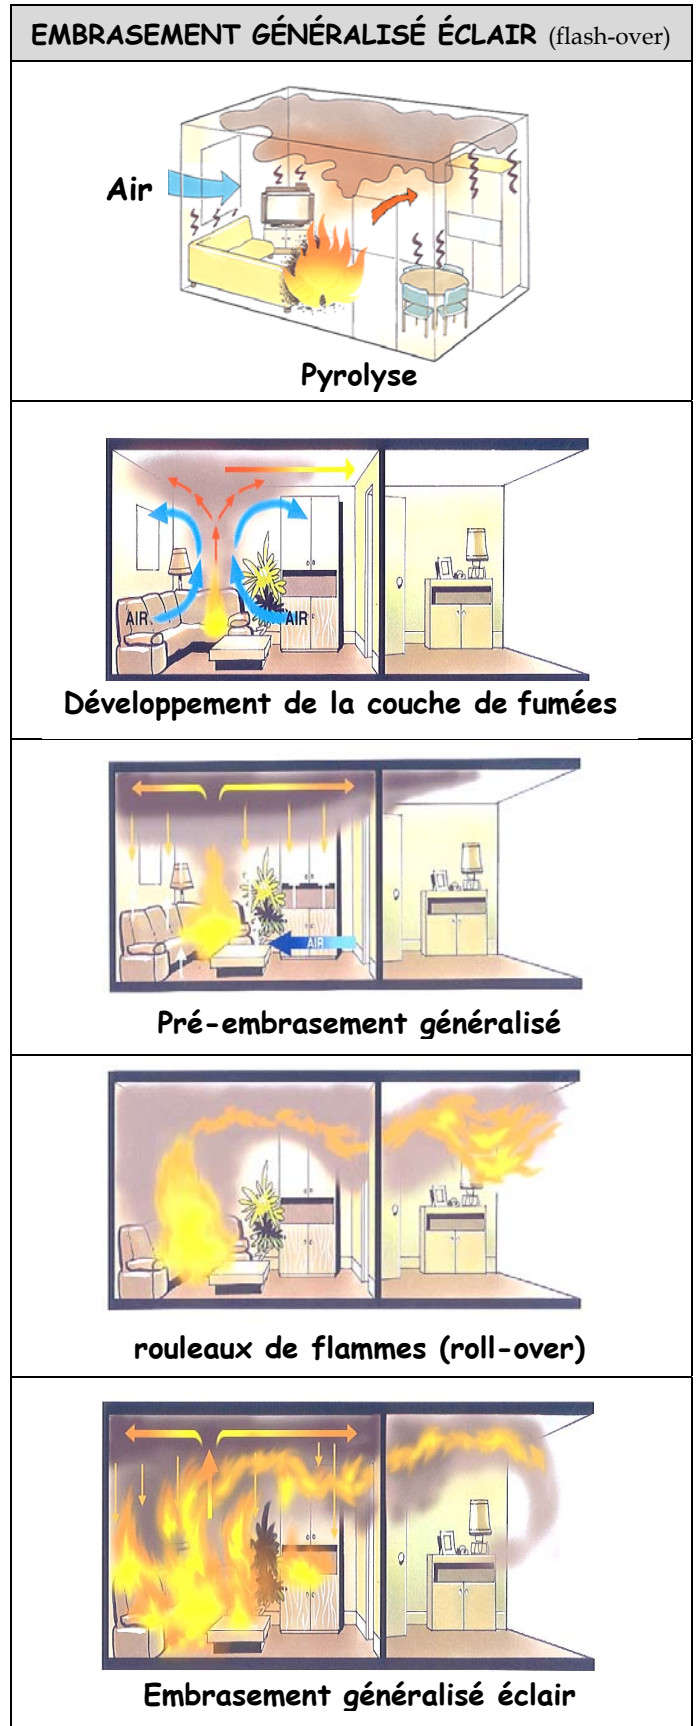 EMBRASEMENT GÉNÉRALISÉ ÉCLAIR (flash-over)
Air
Pyrolyse
AIR
AIR
Développement de la couche de fumées
AIR
Pré-embrasement généralisé
rouleaux de flammes (roll-over)
Embrasement généralisé éclair